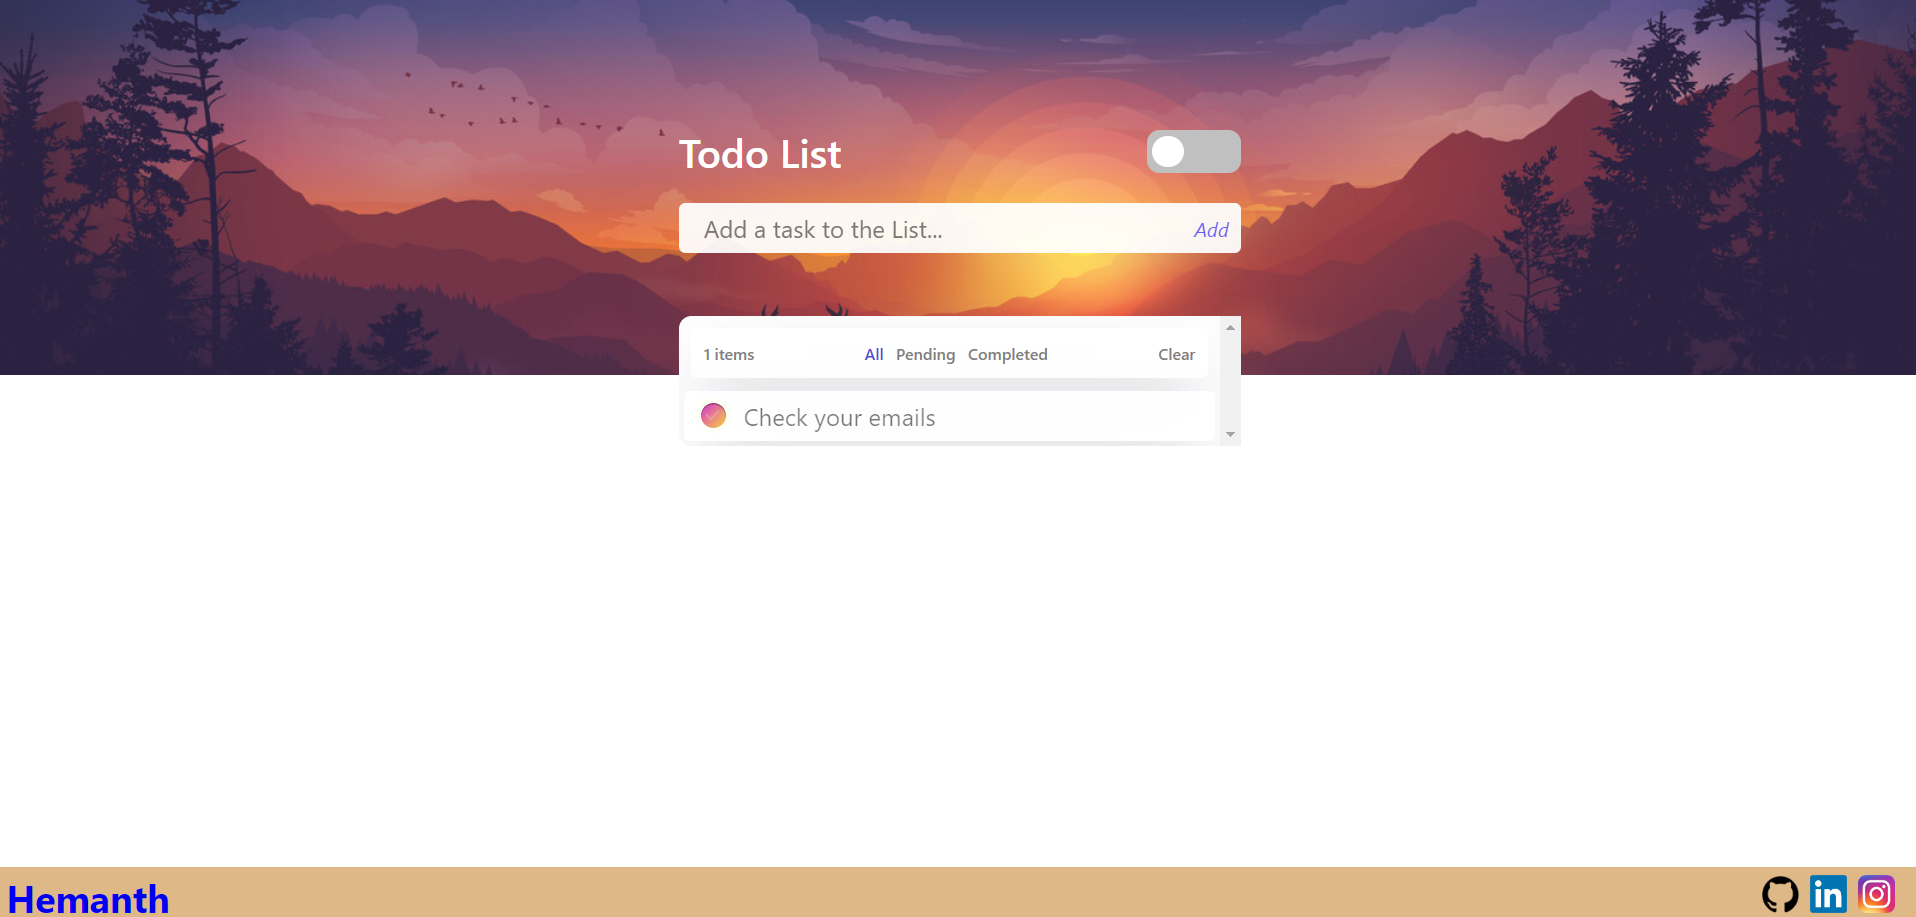 Todo List
Add a task to the List...
Add
1 items
All Pending Completed
Clear
Check your emails
Hemanth
in